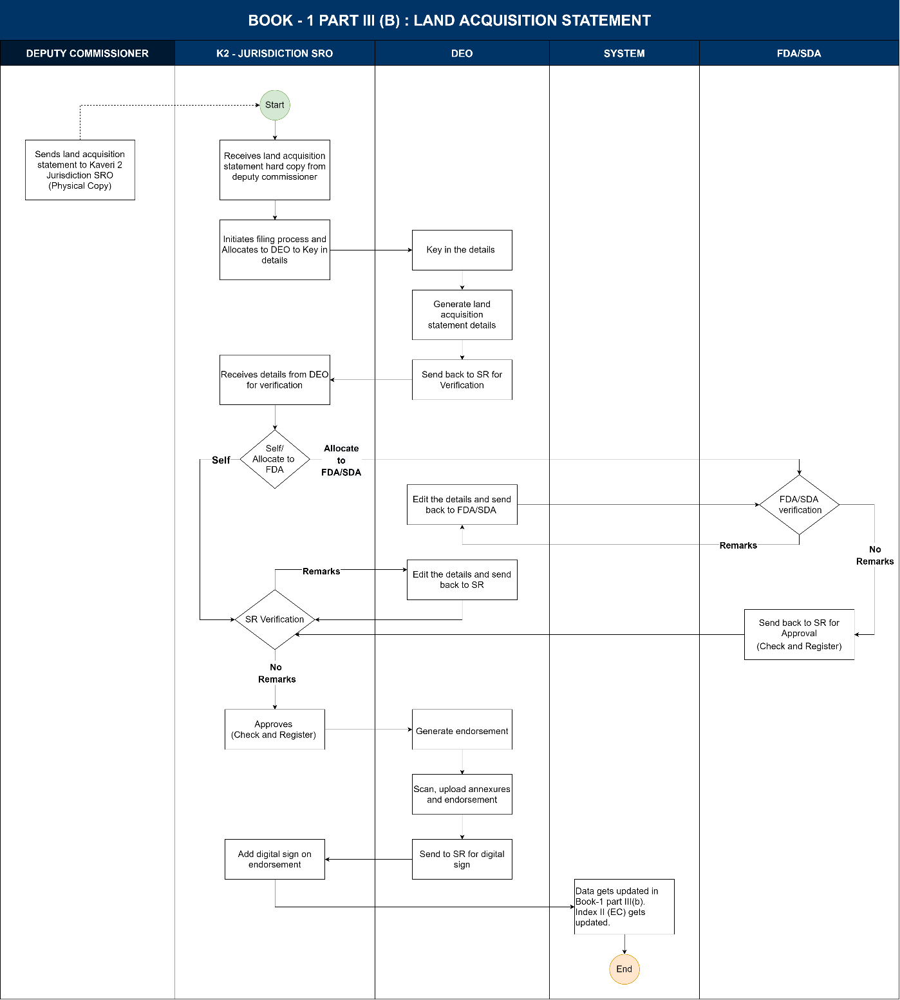 BOOK - 1 PART III (B) : LAND ACQUISITION STATEMENT
DEPUTY COMMISSIONER
K2 - JURISDICTION SRO
DEO
SYSTEM
FDA/SDA
Start
Sends land acquisition
statement to Kaveri 2
Jurisdiction SRO
(Physical Copy)
Receives land acquisition
statement hard copy from
deputy commissioner
Initiates filing process and
Allocates to DEO to Key in
details
Key in the details
Generate land
acquisition
statement details
Receives details from DEO
for verification
Send back to SR for
Verification
Self/
Allocate to
FDA
Self
Allocate
to
FDA/SDA
Edit the details and send
back to FDA/SDA
FDA/SDA
verification
Remarks
No
Remarks
Remarks
Edit the details and send
back to SR
SR Verification
Send back to SR for
Approval
(Check and Register)
No
Remarks
Approves
(Check and Register)
Generate endorsement
Scan, upload annexures
and endorsement
Add digital sign on
endorsement
Send to SR for digital
sign
Data gets updated in
Book-1 part III(b).
Index II (EC) gets
updated.
End